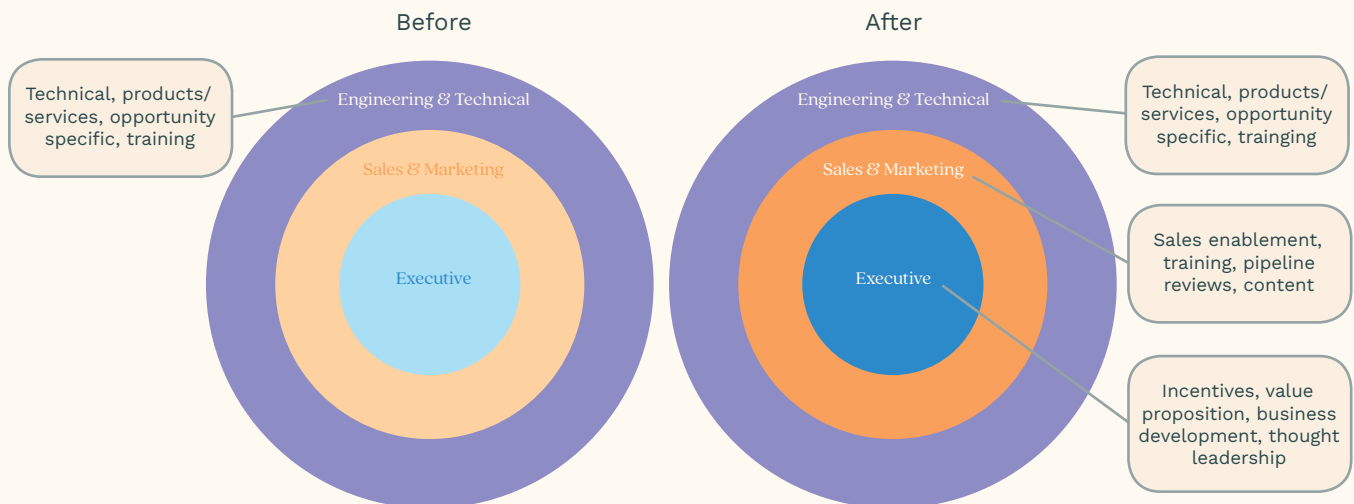 Before
After
Technical, products/
services, opportunity
specific, training
Engineering & Technical
Sales & Marketing
Executive
Engineering & Technical
Sales & Marketing
Executive
Technical, products/
services, opportunity
specific, trainging
Sales enablement,
training, pipeline
reviews, content
Incentives, value
proposition, business
development, thought
leadership